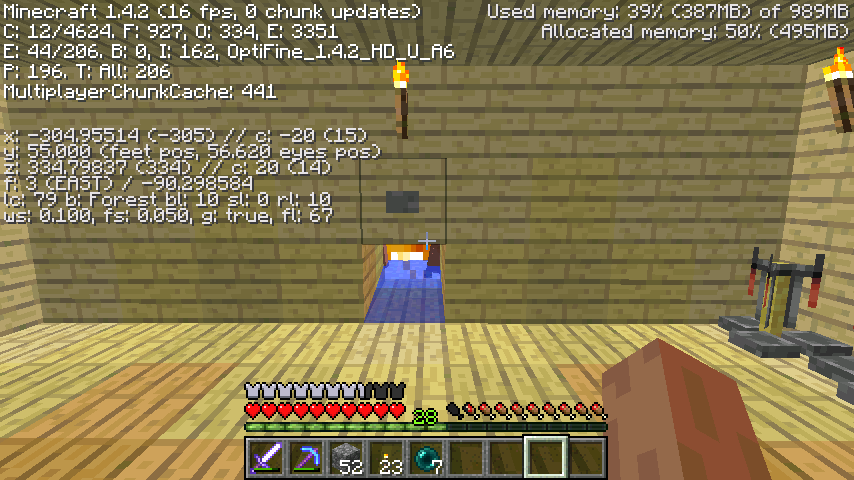 Minecraft 1.4.2 (16 fps, 0 chunk updates)
Used memory: 39% (387MB) of 989MB
C: 12/4624, F: 927, O: 334, E: 3351
Allocated memory: 50% (495MB)
E: 44/206, B: 0, I: 162, OptiFine_1.4.2_HD_U_A6
P: 196, T: All: 206
MultiplayerChunkCache: 441
x: -304.95514 (-305) // c: -20 (15)
y: 55.000 (feet pos, 56.620 eyes pos)
z: 334.79837 (334) // c: 20 (14)
f: 3 (EAST) / -90.298584
lc: 79 b: Forest bl: 10 sl: 0 rl: 10
ws: 0.100, fs: 0.050, g: true, fl: 67
28
52
23
7